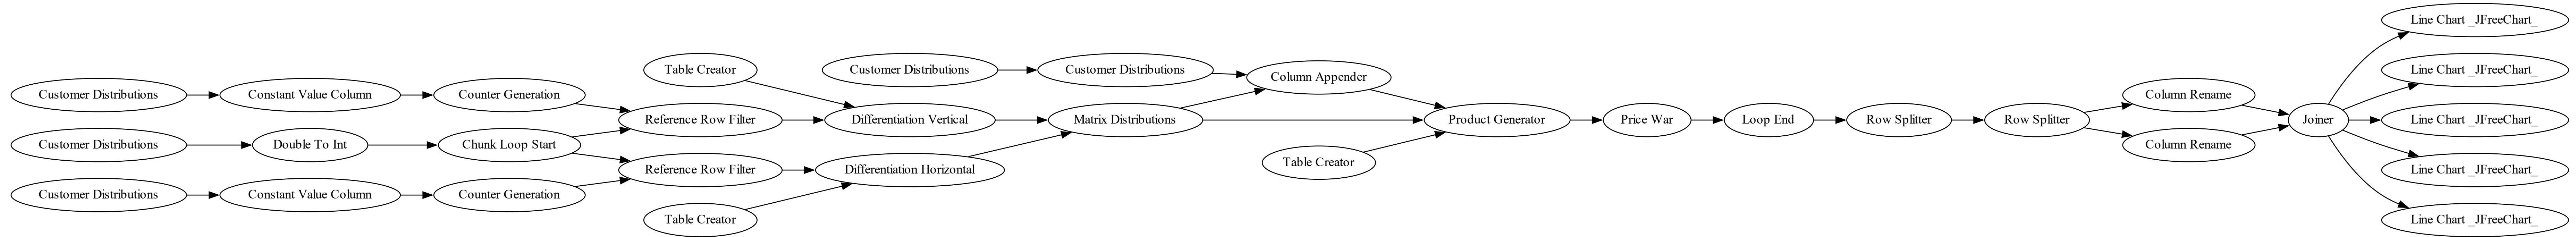 Line Chart _JFreeChart_
Table Creator
Customer Distributions
Customer Distributions
Line Chart _JFreeChart_
Column Appender
Customer Distributions
Constant Value Column
Counter Generation
Column Rename
Reference Row Filter
Differentiation Vertical
Matrix Distributions
Product Generator
Price War
Loop End
Row Splitter
Row Splitter
Joiner
Line Chart _JFreeChart_
Customer Distributions
Double To Int
Chunk Loop Start
Column Rename
Table Creator
Reference Row Filter
Differentiation Horizontal
Line Chart _JFreeChart_
Customer Distributions
Constant Value Column
Counter Generation
Table Creator
Line Chart _JFreeChart_